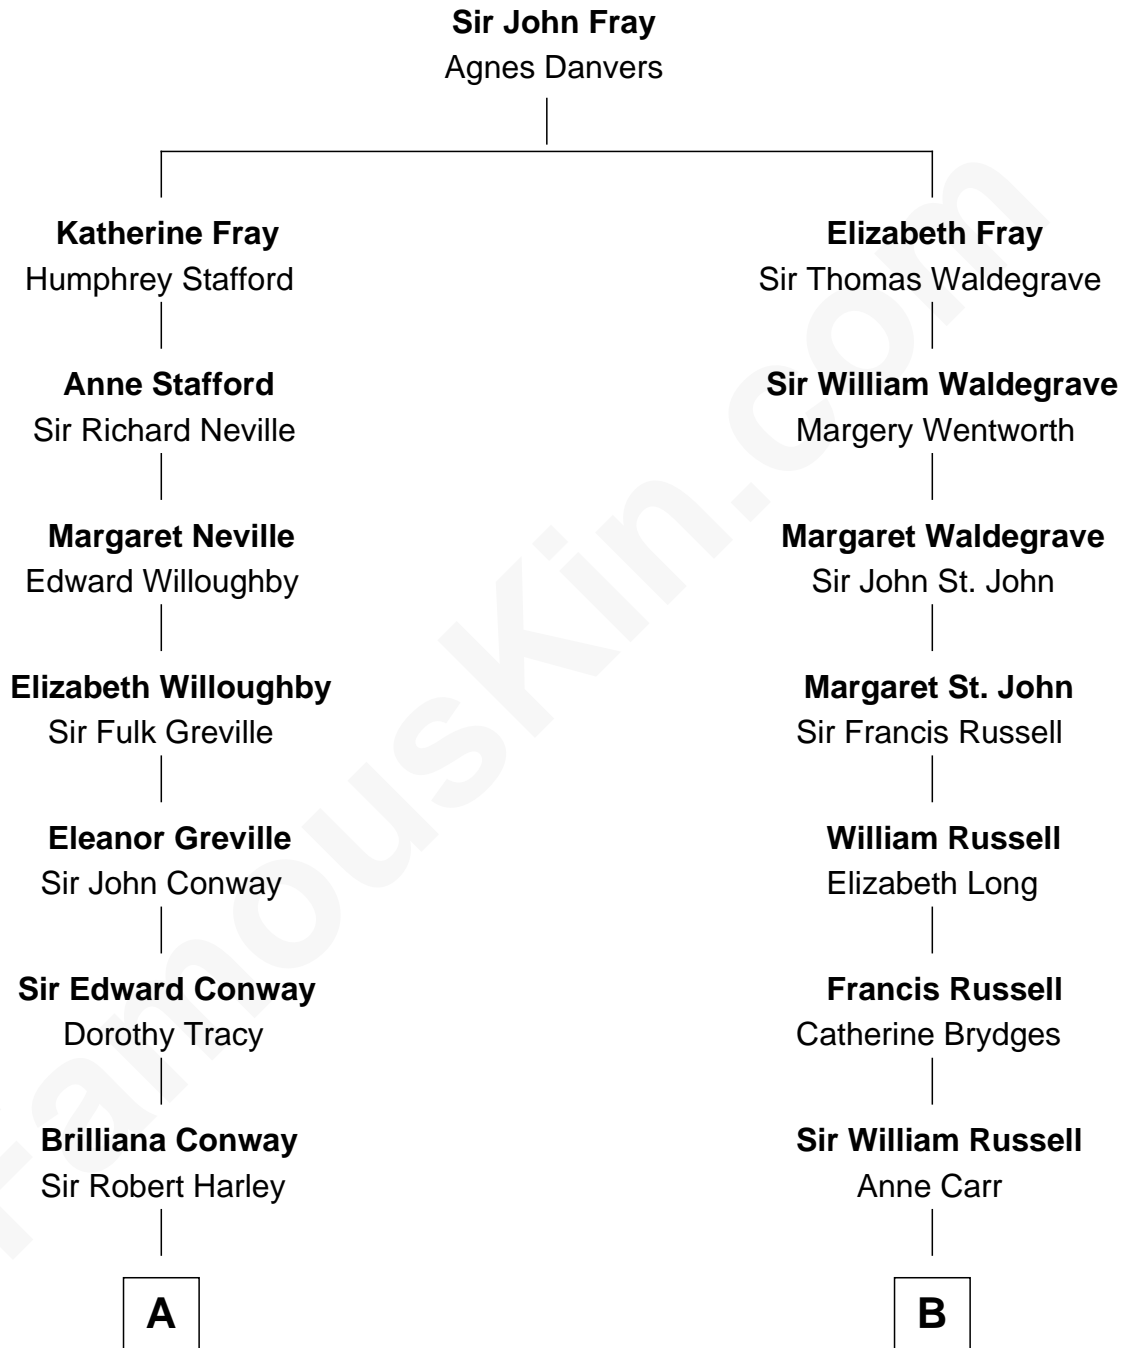 Sir John Fray
Agnes Danvers
Katherine Fray
Humphrey Stafford
Elizabeth Fray
Sir Thomas Waldegrave
Anne Stafford
Sir Richard Neville
Sir William Waldegrave
Margery Wentworth
Margaret Neville
Edward Willoughby
Margaret Waldegrave
Sir John St. John
Elizabeth Willoughby
Sir Fulk Greville
Margaret St. John
Sir Francis Russell
Eleanor Greville
Sir John Conway
William Russell
Elizabeth Long
Sir Edward Conway
Dorothy Tracy
Francis Russell
Catherine Brydges
Brilliana Conway
Sir Robert Harley
Sir William Russell
Anne Carr
A
B
FamousKin.com